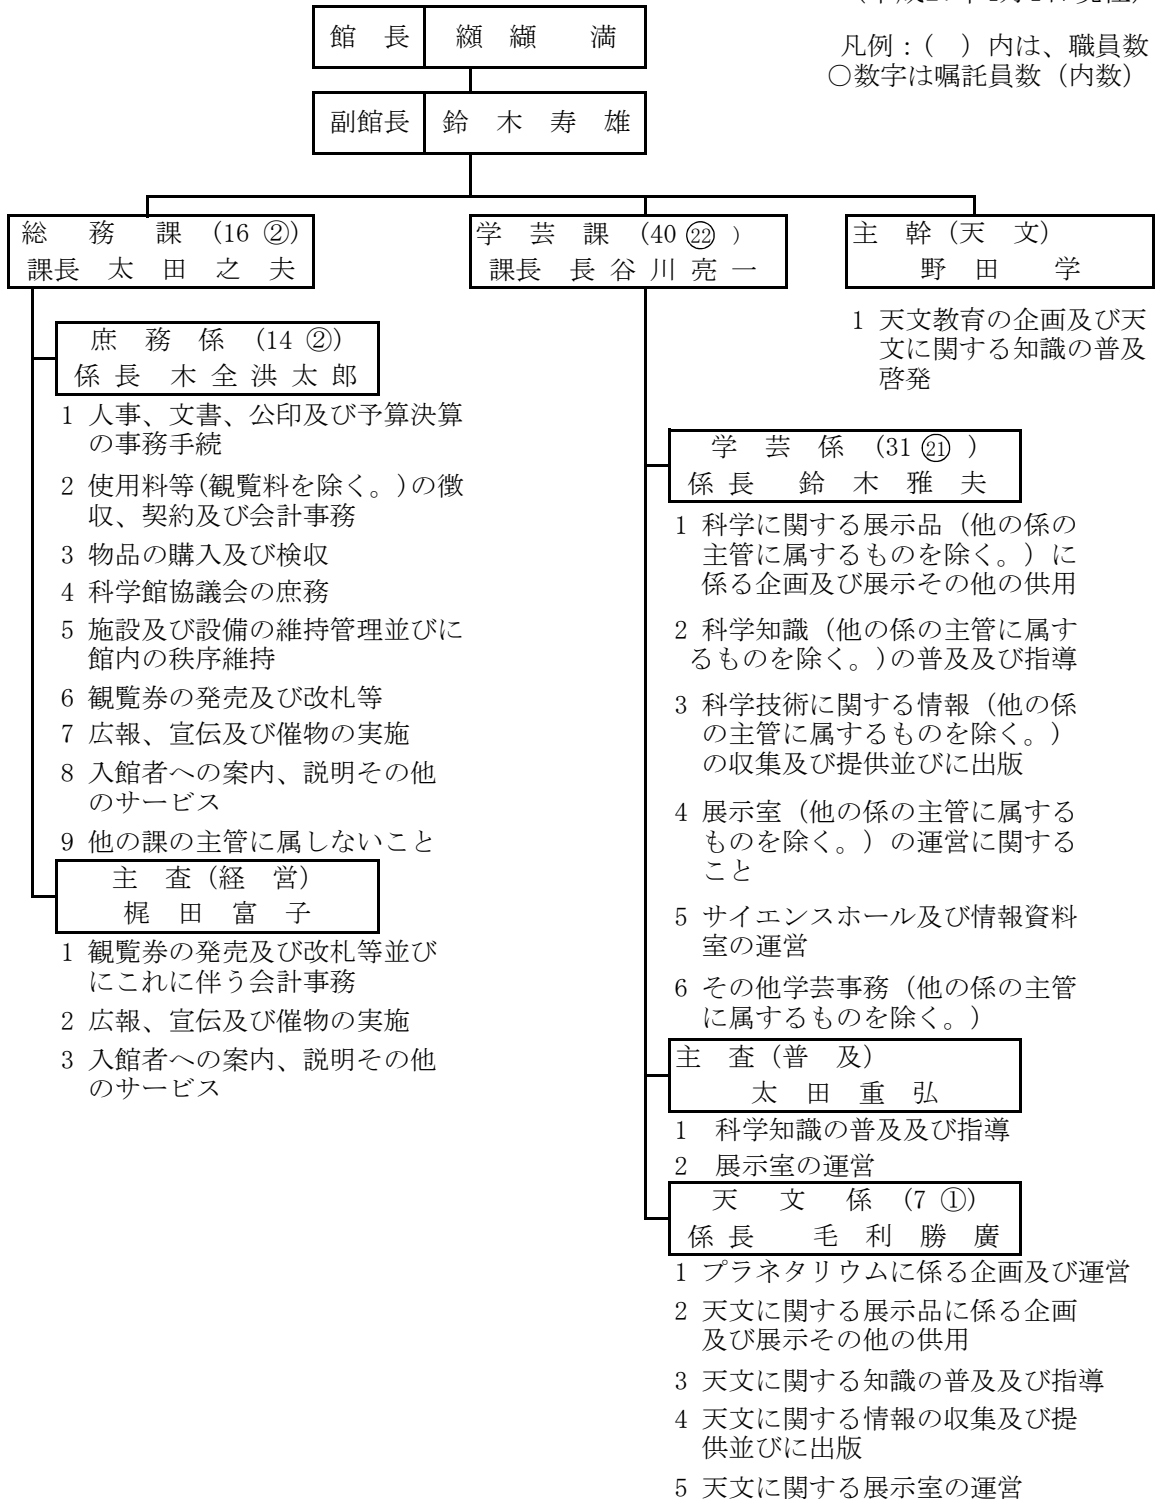 館　長　纐　纈　　満
凡例：(　) 内は、職員数
○数字は嘱託員数（内数）
副館長　鈴　木　寿　雄
総　務　課　(16 ②)
課長　太　田　之　夫
庶　務　係　(14 ②)
係 長　木 全 洪 太 郎
1 人事、文書、公印及び予算決算
の事務手続
2 使用料等(観覧料を除く。)の徴
収、契約及び会計事務
3 物品の購入及び検収
4 科学館協議会の庶務
5 施設及び設備の維持管理並びに
館内の秩序維持
6 観覧券の発売及び改札等
7 広報、宣伝及び催物の実施
8 入館者への案内、説明その他
のサービス
9 他の課の主管に属しないこと
主　査（経　営）
梶　田　富　子
1 観覧券の発売及び改札等並び
にこれに伴う会計事務
2 広報、宣伝及び催物の実施
3 入館者への案内、説明その他
のサービス
学　芸　課　(40 ㉒ )
課長　長 谷 川 亮 一
学　芸　係　(31 ㉑ )
係 長　鈴　木　雅　夫
1 科学に関する展示品（他の係の
主管に属するものを除く。）に
係る企画及び展示その他の供用
2 科学知識（他の係の主管に属す
るものを除く。)の普及及び指導
3 科学技術に関する情報（他の係
の主管に属するものを除く。）
の収集及び提供並びに出版
4 展示室（他の係の主管に属する
ものを除く。）の運営に関する
こと
5 サイエンスホール及び情報資料
室の運営
6 その他学芸事務（他の係の主管
に属するものを除く。）
主　査（普　及）
太　田　重　弘
1　科学知識の普及及び指導
2　展示室の運営
天　文　係　(7 ①)
係 長　毛　利　勝　廣
1 プラネタリウムに係る企画及び運営
2 天文に関する展示品に係る企画
及び展示その他の供用
3 天文に関する知識の普及及び指導
4 天文に関する情報の収集及び提
供並びに出版
5 天文に関する展示室の運営
主　幹（天　文）
野　田　学
1 天文教育の企画及び天
文に関する知識の普及
啓発